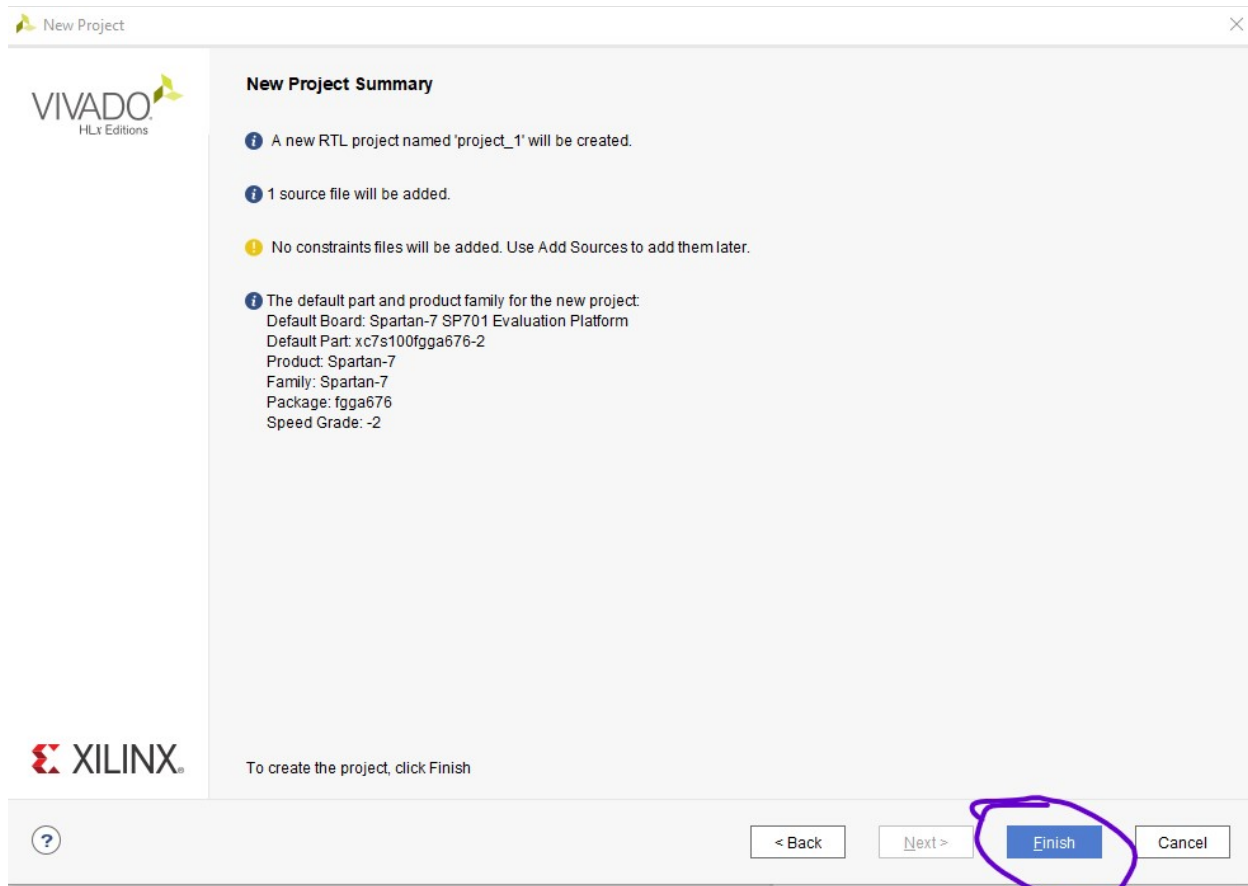 New Project
VIVADO.
HLx Editions
New Project Summary
i A new RTL project named 'project_1' will be created.
i 1 source file will be added.
! No constraints files will be added. Use Add Sources to add them later.
i The default part and product family for the new project:
Default Board: Spartan-7 SP701 Evaluation Platform
Default Part: xc7s100fgga676-2
Product: Spartan-7
Family: Spartan-7
Package: fgga676
Speed Grade: -2
XILINX®
To create the project, click Finish
? < Back Next > Finish Cancel